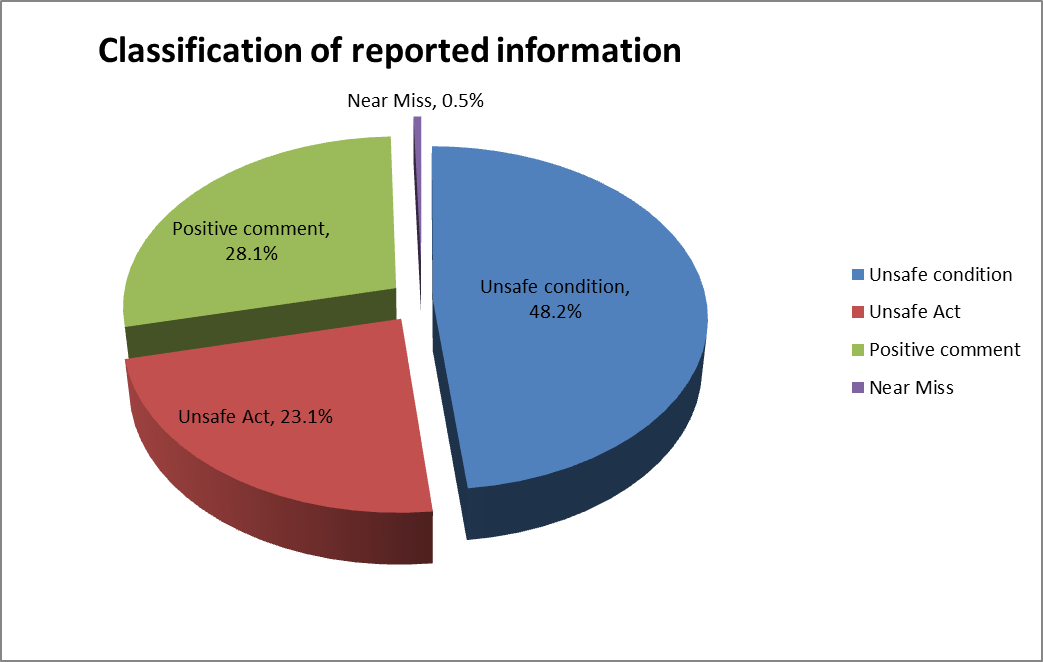 Classification of reported information
Near Miss, 0.5%
Positive comment,
28.1%
Unsafe condition,
48.2%
Unsafe Act, 23.1%
Unsafe condition
Unsafe Act
Positive comment
Near Miss